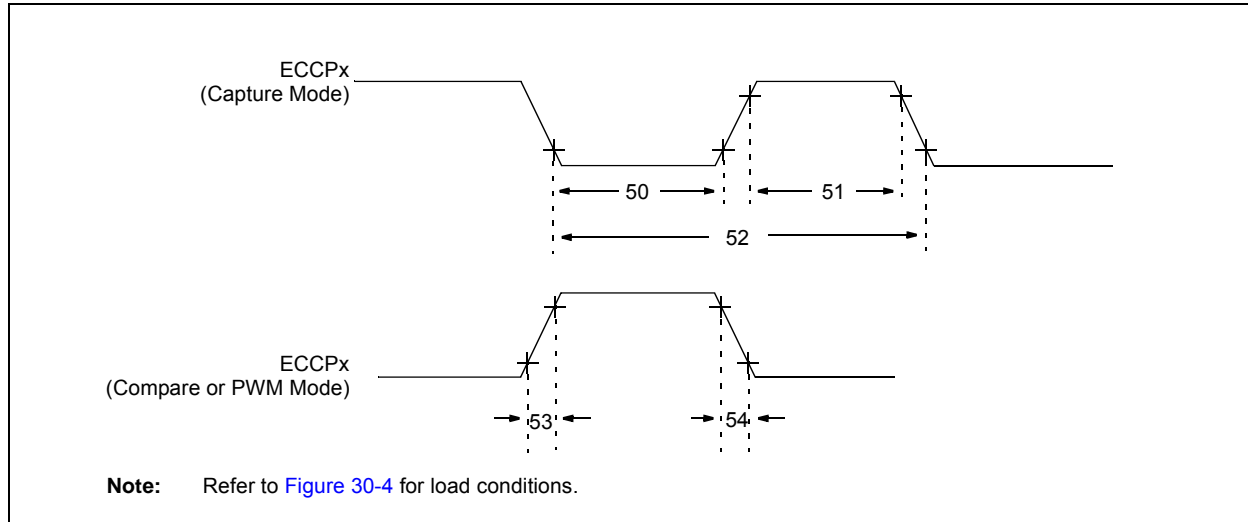 ECCPx
(Capture Mode)
50
51
52
ECCPx
(Compare or PWM Mode)
53
54
Note: Refer to Figure 30-4 for load conditions.